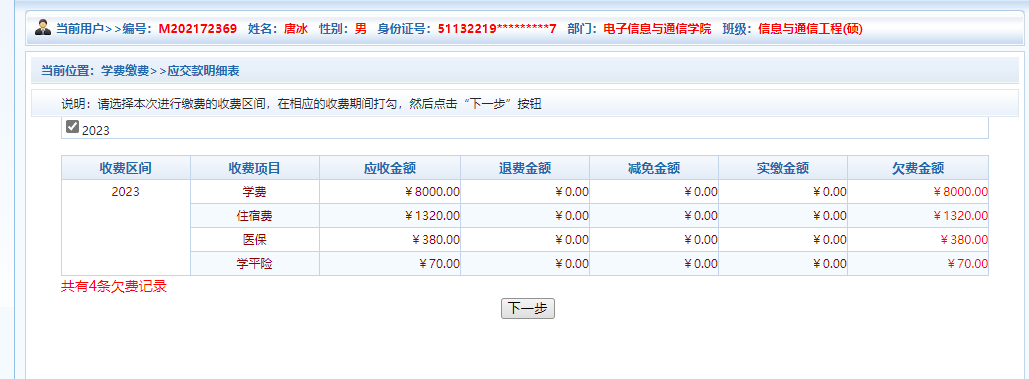 当前用户>>编号：M202172369 姓名：唐冰 性别：男 身份证号：51132219*********7 部门：电子信息与通信学院 班级：信息与通信工程(硕)
当前位置：学费缴费>>应交款明细表
说明：请选择本次进行缴费的收费区间，在相应的收费期间打勾，然后点击“下一步”按钮
2023
收费区间 收费项目 应收金额 退费金额 减免金额 实缴金额 欠费金额
2023 学费 ￥8000.00 ￥0.00 ￥0.00 ￥0.00 ￥8000.00
住宿费 ￥1320.00 ￥0.00 ￥0.00 ￥0.00 ￥1320.00
医保 ￥380.00 ￥0.00 ￥0.00 ￥0.00 ￥380.00
学平险 ￥70.00 ￥0.00 ￥0.00 ￥0.00 ￥70.00
共有4条欠费记录
下一步